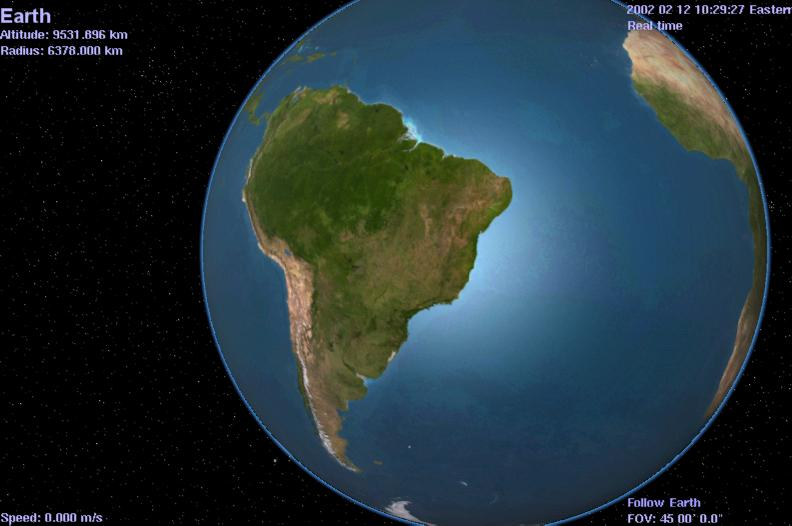 Earth
Altitude: 9531.896 km
Radius: 6378.000 km
2002 02 12 10:29:27 Eastern
Real time
Speed: 0.000 m/s
Follow Earth
FOV: 45 00' 0.0"